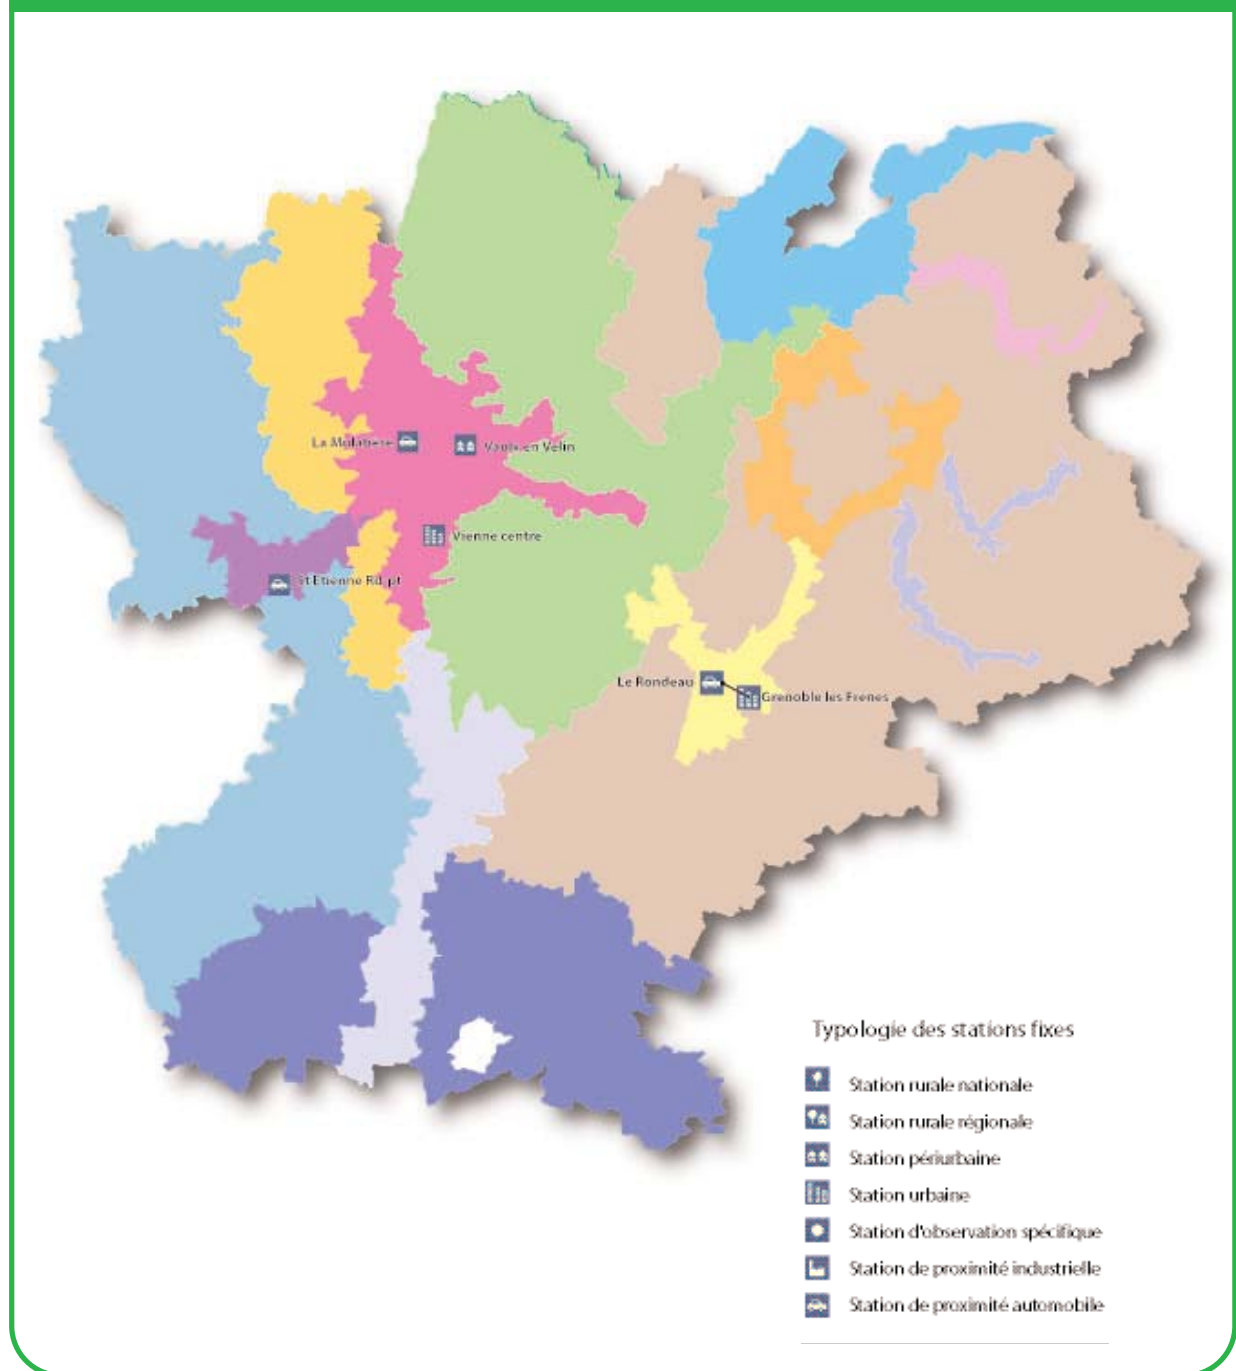 La Mulatière
Vaulx en Velin
Vienne centre
St Etienne Rd pt
Le Rondeau
Grenoble les Frenes
Typologie des stations fixes
Station rurale nationale
Station rurale régionale
Station périurbaine
Station urbaine
Station d'observation spécifique
Station de proximité industrielle
Station de proximité automobile